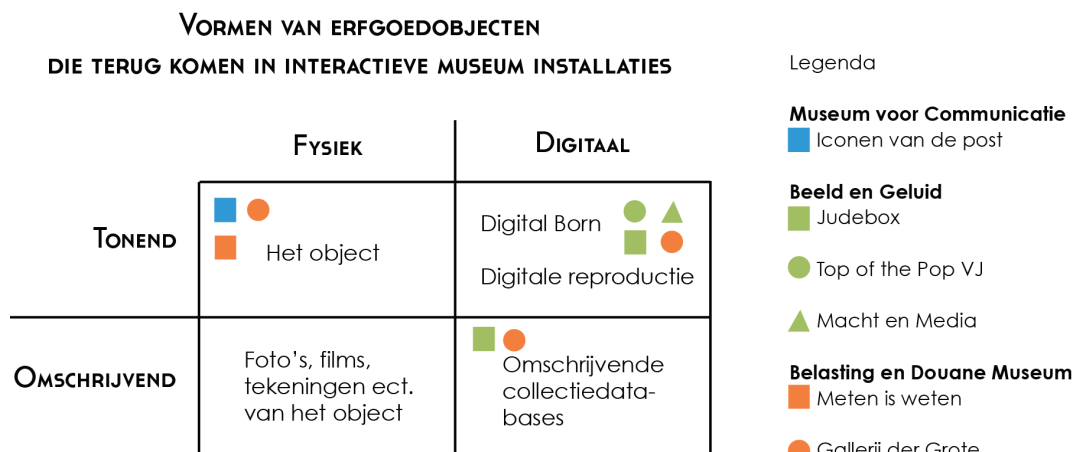 Vormen van erfgoedobjecten
die terug komen in interactieve museum installaties
Fysiek
Digitaal
Tonend
Het object
Digital Born
Digitale reproductie
Omschrijvend
Foto's, films,
tekeningen ect.
van het object
Omschrijvende
collectiedata-
bases
Legenda
Museum voor Communicatie
Iconen van de post
Beeld en Geluid
Judebox
Top of the Pop VJ
Macht en Media
Belasting en Douane Museum
Meten is weten
Gallerij der Grote